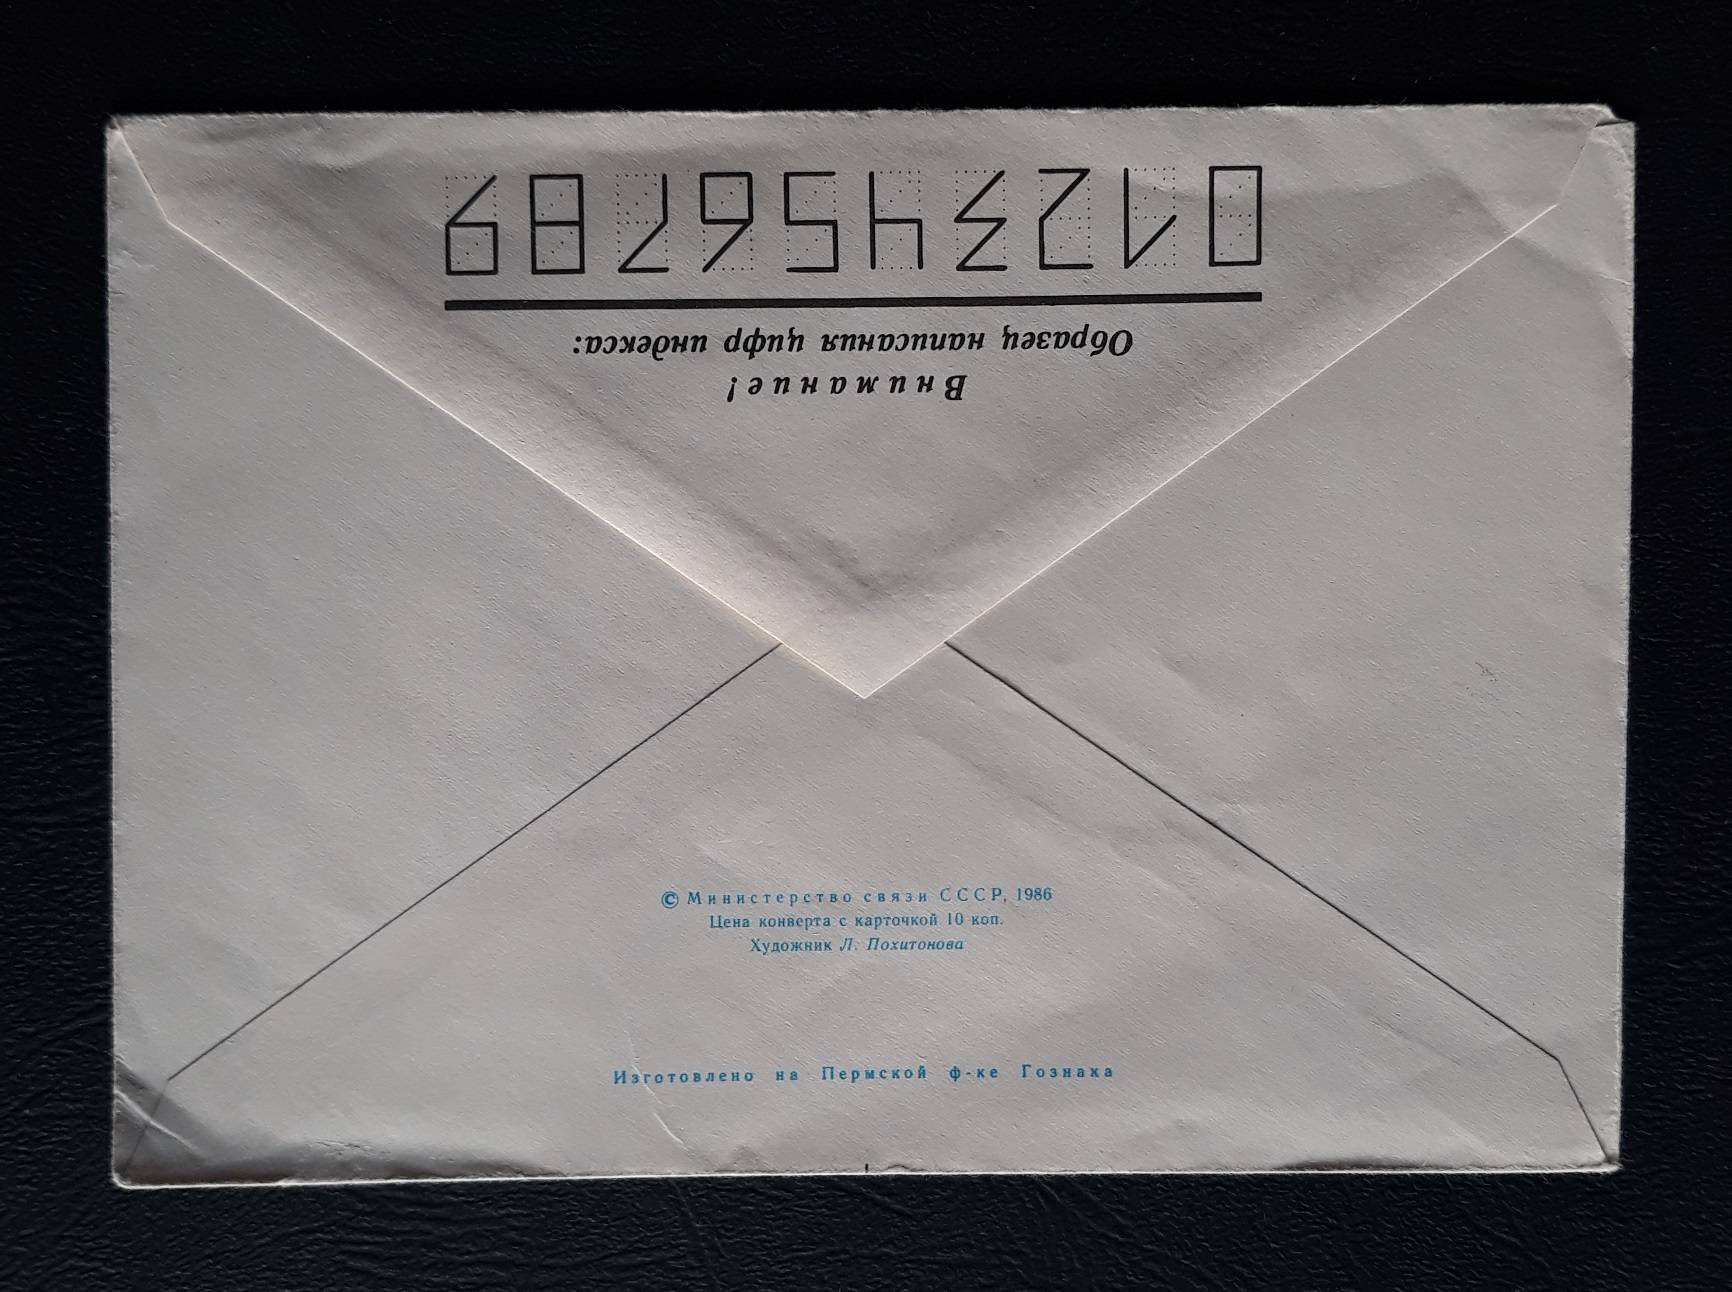 Внимание!
Образец написания цифр индекса:
0123456789
© Министерство связи СССР, 1986
Цена конверта с карточкой 10 коп.
Художник Л. Похитонова
Изготовлено на Пермской ф-ке Гознака